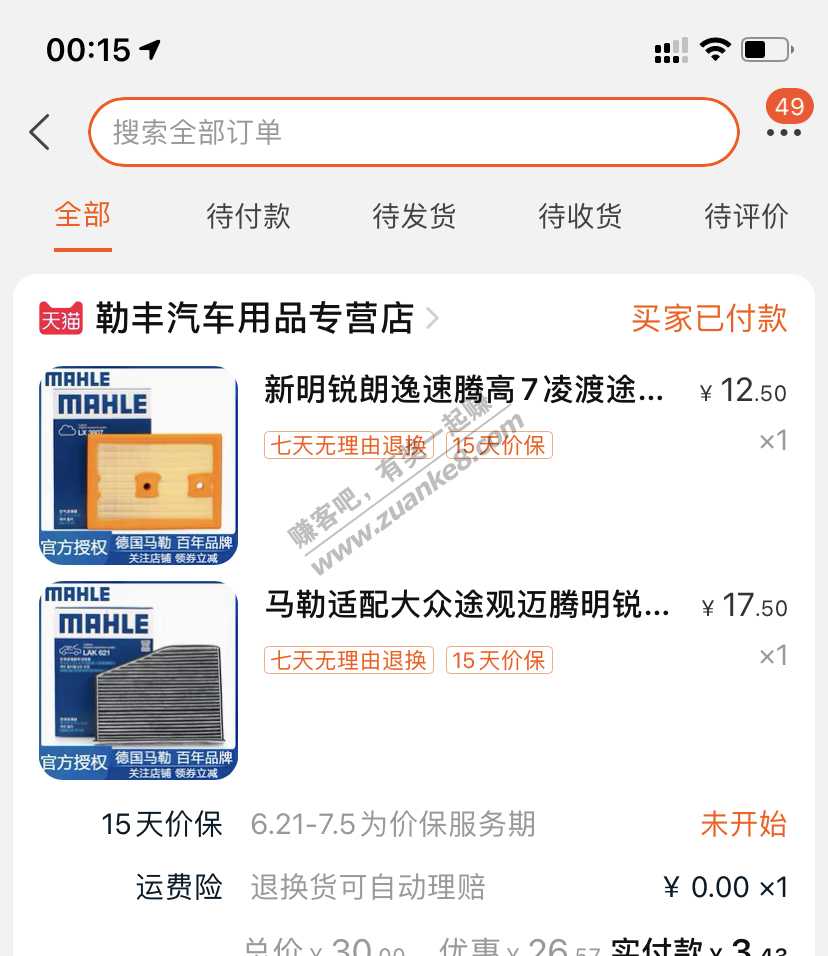 00:15
49
搜索全部订单
全部 待付款 待发货 待收货 待评价
天猫 勒丰汽车用品专营店 买家已付款
MAHLE
MAHLE
官方授权 德国马勒 百年品牌
关注店铺 领券立减
新明锐朗逸速腾高7凌渡途... ¥12.50
七天无理由退换 15天价保 ×1
赚客吧，有奖一起赚
www.zuanke8.com
MAHLE
MAHLE
LAK 621
官方授权 德国马勒 百年品牌
关注店铺 领券立减
马勒适配大众途观迈腾明锐... ¥17.50
七天无理由退换 15天价保 ×1
15天价保 6.21-7.5为价保服务期 未开始
运费险 退换货可自动理赔 ¥ 0.00 ×1
总价¥30.00 优惠¥26.57 实付款¥3.43